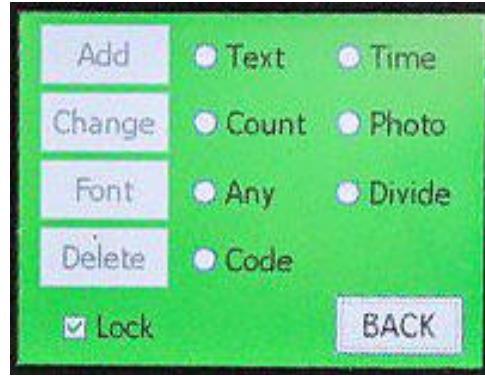 Add Text Time
Change Count Photo
Font Any Divide
Delete Code
Lock BACK